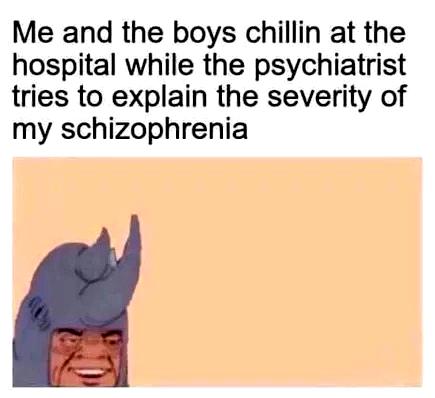 Me and the boys chillin at the
hospital while the psychiatrist
tries to explain the severity of
my schizophrenia